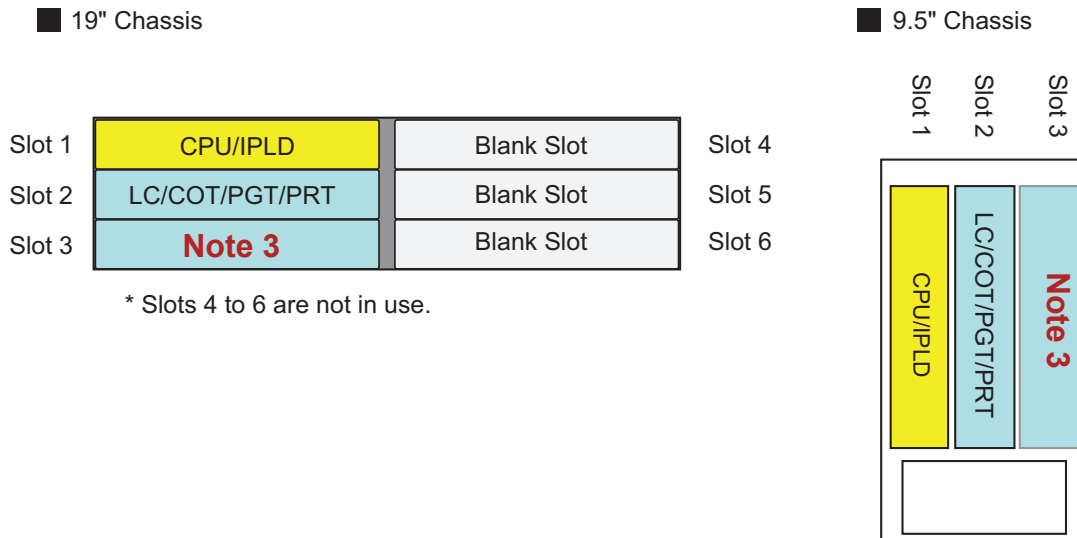 19" Chassis
Slot 1
CPU/IPLD
Blank Slot
Slot 4
Slot 2
LC/COT/PGT/PRT
Blank Slot
Slot 5
Slot 3
Note 3
Blank Slot
Slot 6
* Slots 4 to 6 are not in use.
9.5" Chassis
Slot 1
Slot 2
Slot 3
CPU/IPLD
LC/COT/PGT/PRT
Note 3